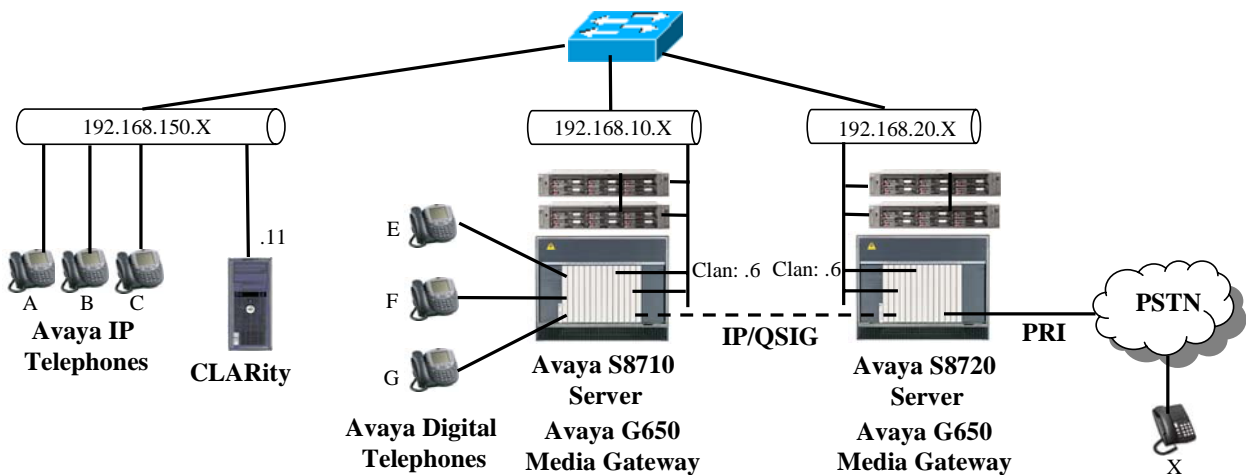 192.168.150.X
192.168.10.X
192.168.20.X
.11
A
B
C
Avaya IP
Telephones
CLARity
E
F
G
Avaya Digital
Telephones
Clan: .6
Clan: .6
IP/QSIG
PRI
PSTN
Avaya S8710
Server
Avaya G650
Media Gateway
Avaya S8720
Server
Avaya G650
Media Gateway
X